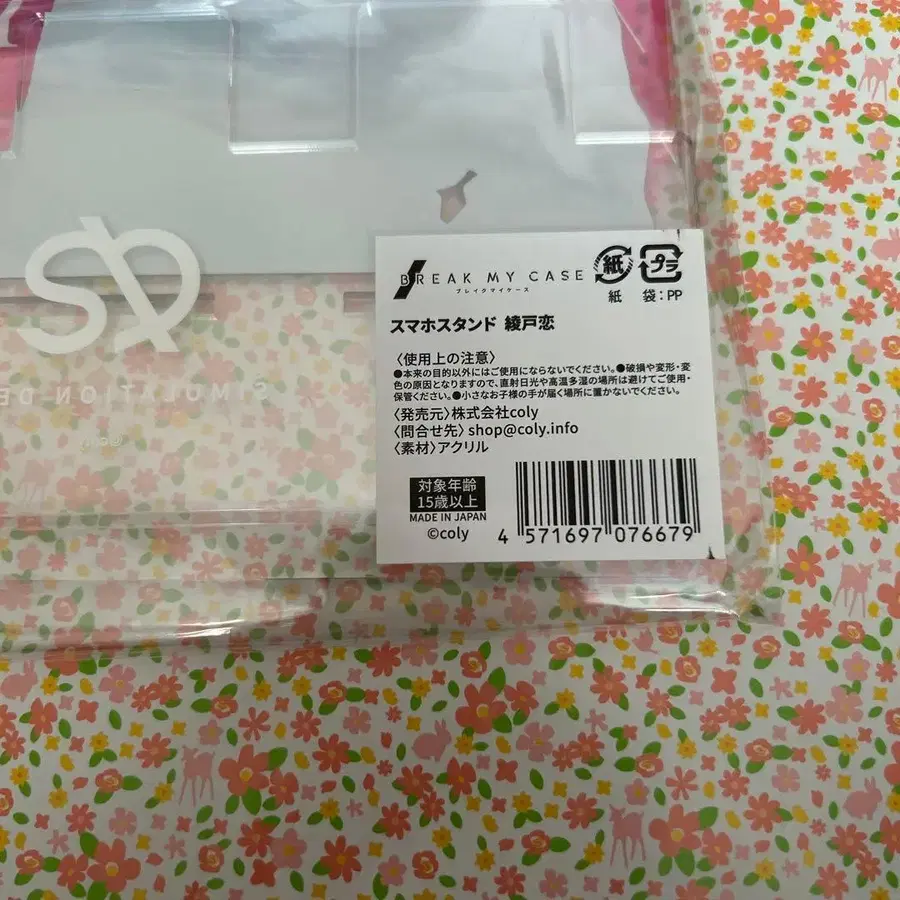 BREAK MY CASE
ブレイクマイケース
紙
プラ
紙 袋:PP
スマホスタンド 綾戸恋
〈使用上の注意〉
●本来の目的以外にはご使用にならないでください。●破損や変形・変
色の原因となりますので、直射日光や高温多湿の場所は避けてご使用・
保管ください。●小さなお子様の手が届く場所に置かないでください。
〈発売元〉株式会社coly
〈問合せ先〉shop@coly.info
〈素材〉アクリル
対象年齢
15歳以上
MADE IN JAPAN
©coly
4 571697 076679